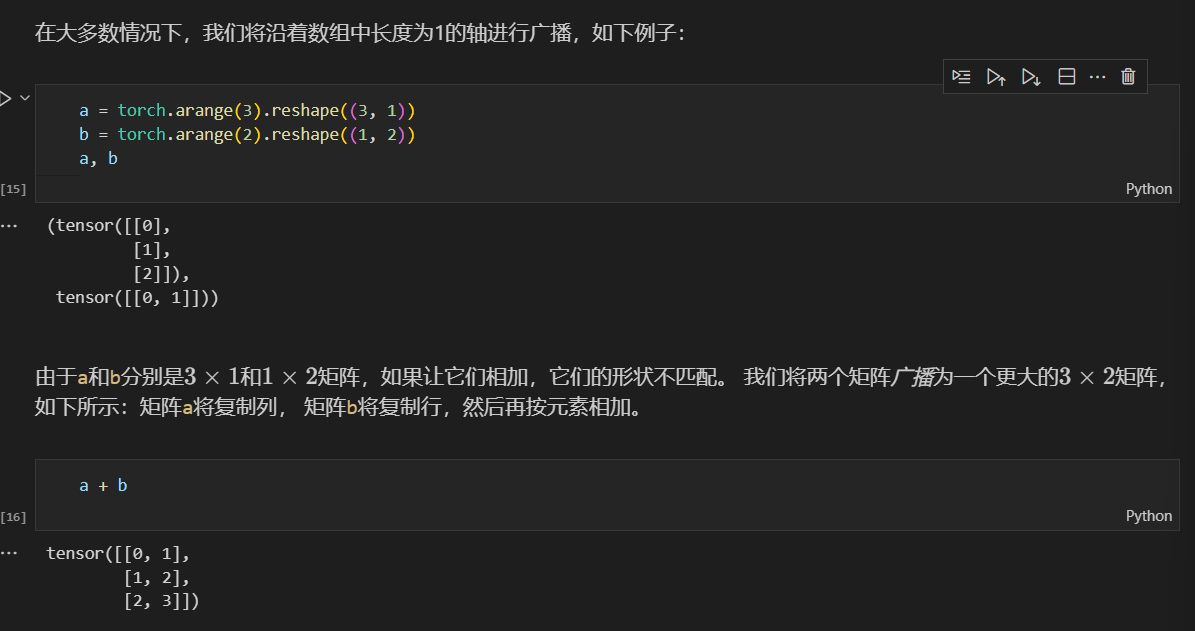 在大多数情况下，我们将沿着数组中长度为1的轴进行广播，如下例子：
a = torch.arange(3).reshape((3, 1))
b = torch.arange(2).reshape((1, 2))
a, b
[15]
Python
(tensor([[0],
[1],
[2]]),
tensor([[0, 1]]))
由于a和b分别是3 × 1和1 × 2矩阵，如果让它们相加，它们的形状不匹配。 我们将两个矩阵广播为一个更大的3 × 2矩阵，
如下所示：矩阵a将复制列， 矩阵b将复制行，然后再按元素相加。
a + b
[16]
Python
tensor([[0, 1],
[1, 2],
[2, 3]])